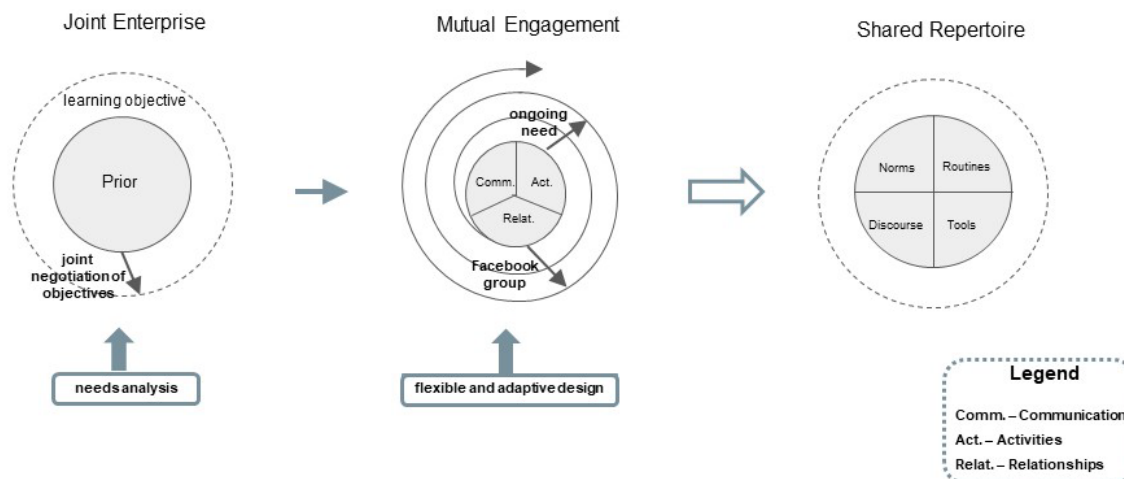 Joint Enterprise
Mutual Engagement
Shared Repertoire
learning objective
Prior
joint
negotiation of
objectives
needs analysis
ongoing
need
Comm.
Act.
Relat.
Facebook
group
flexible and adaptive design
Norms
Routines
Discourse
Tools
Legend
Comm. – Communication
Act. – Activities
Relat. – Relationships